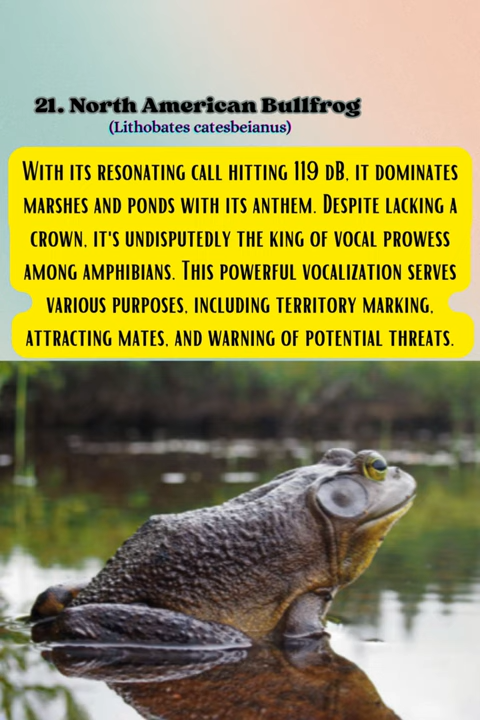 21. North American Bullfrog
(Lithobates catesbeianus)
With its resonating call hitting 119 dB, it dominates
marshes and ponds with its anthem. Despite lacking a
crown, it's undisputedly the king of vocal prowess
among amphibians. This powerful vocalization serves
various purposes, including territory marking,
attracting mates, and warning of potential threats.